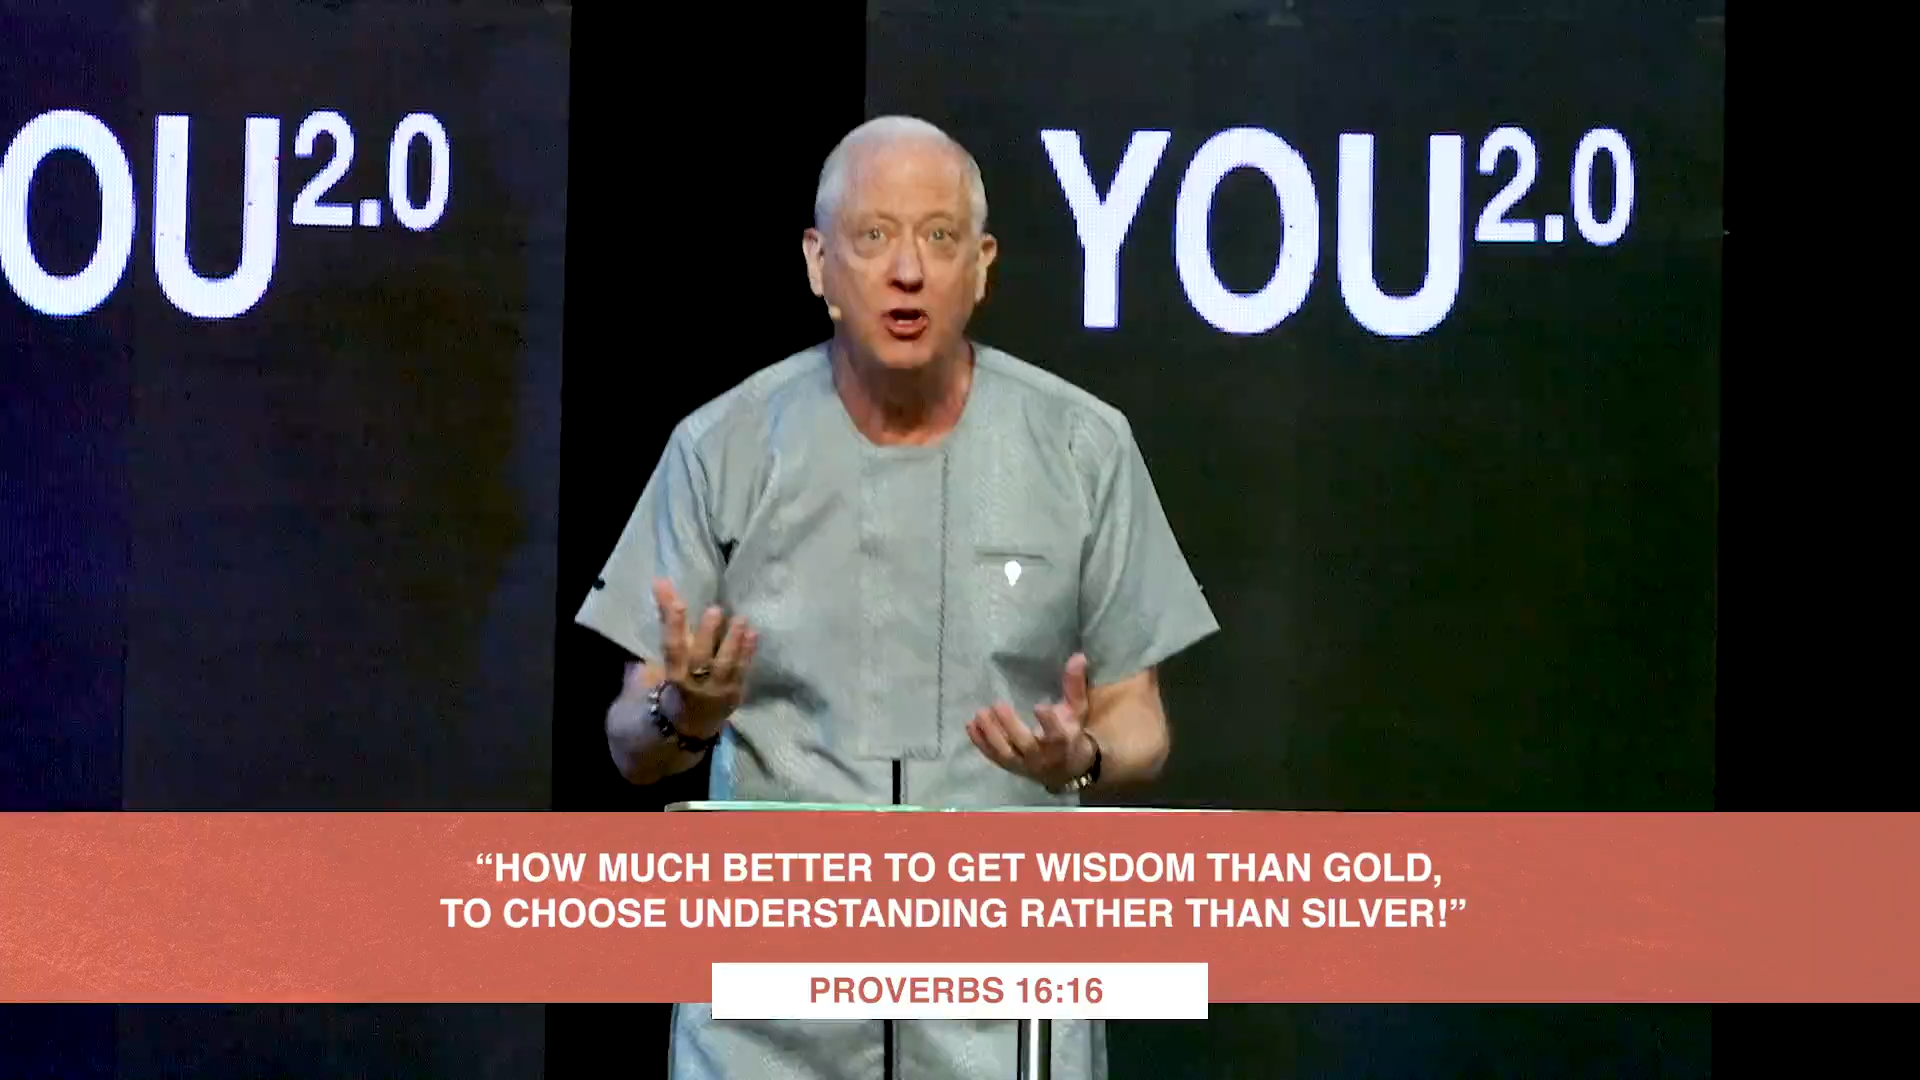 OU2.0
YOU2.0
“HOW MUCH BETTER TO GET WISDOM THAN GOLD,
TO CHOOSE UNDERSTANDING RATHER THAN SILVER!”
PROVERBS 16:16